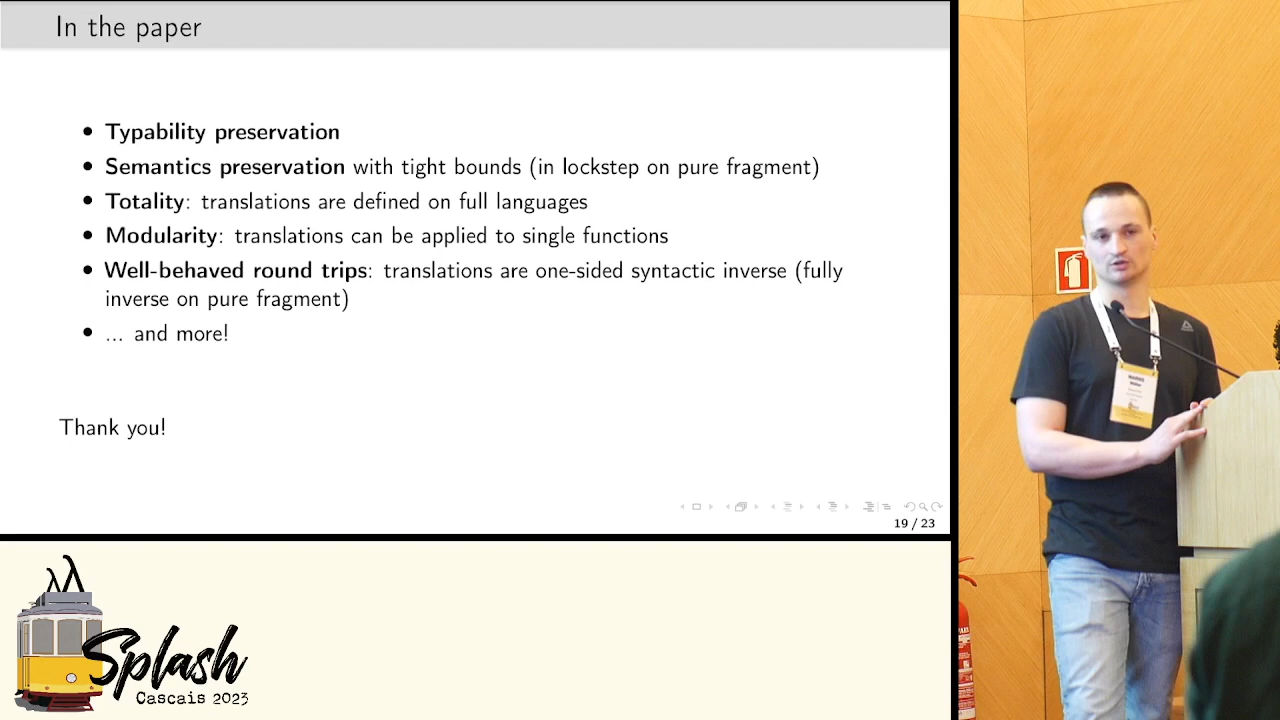 In the paper
• Typability preservation
• Semantics preservation with tight bounds (in lockstep on pure fragment)
• Totality: translations are defined on full languages
• Modularity: translations can be applied to single functions
• Well-behaved round trips: translations are one-sided syntactic inverse (fully
inverse on pure fragment)
• ... and more!
Thank you!
19 / 23
Splash
Cascais 2023